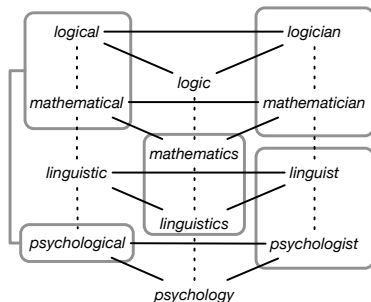 logical logician
logic
mathematical mathematician
mathematics
linguistic linguist
linguistics
psychological psychologist
psychology